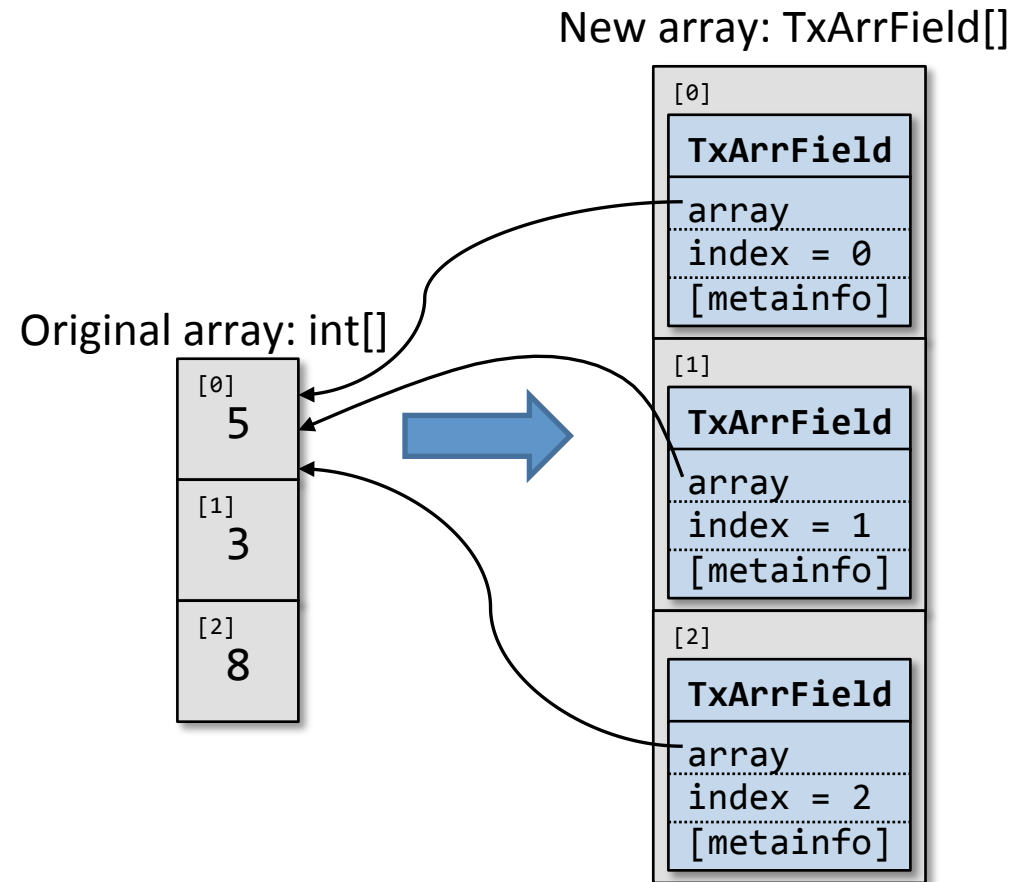 New array: TxArrField[]
[0]
TxArrField
array
index = 0
[metainfo]
Original array: int[]
[0]
5
[1]
3
[2]
8
[1]
TxArrField
array
index = 1
[metainfo]
[2]
TxArrField
array
index = 2
[metainfo]